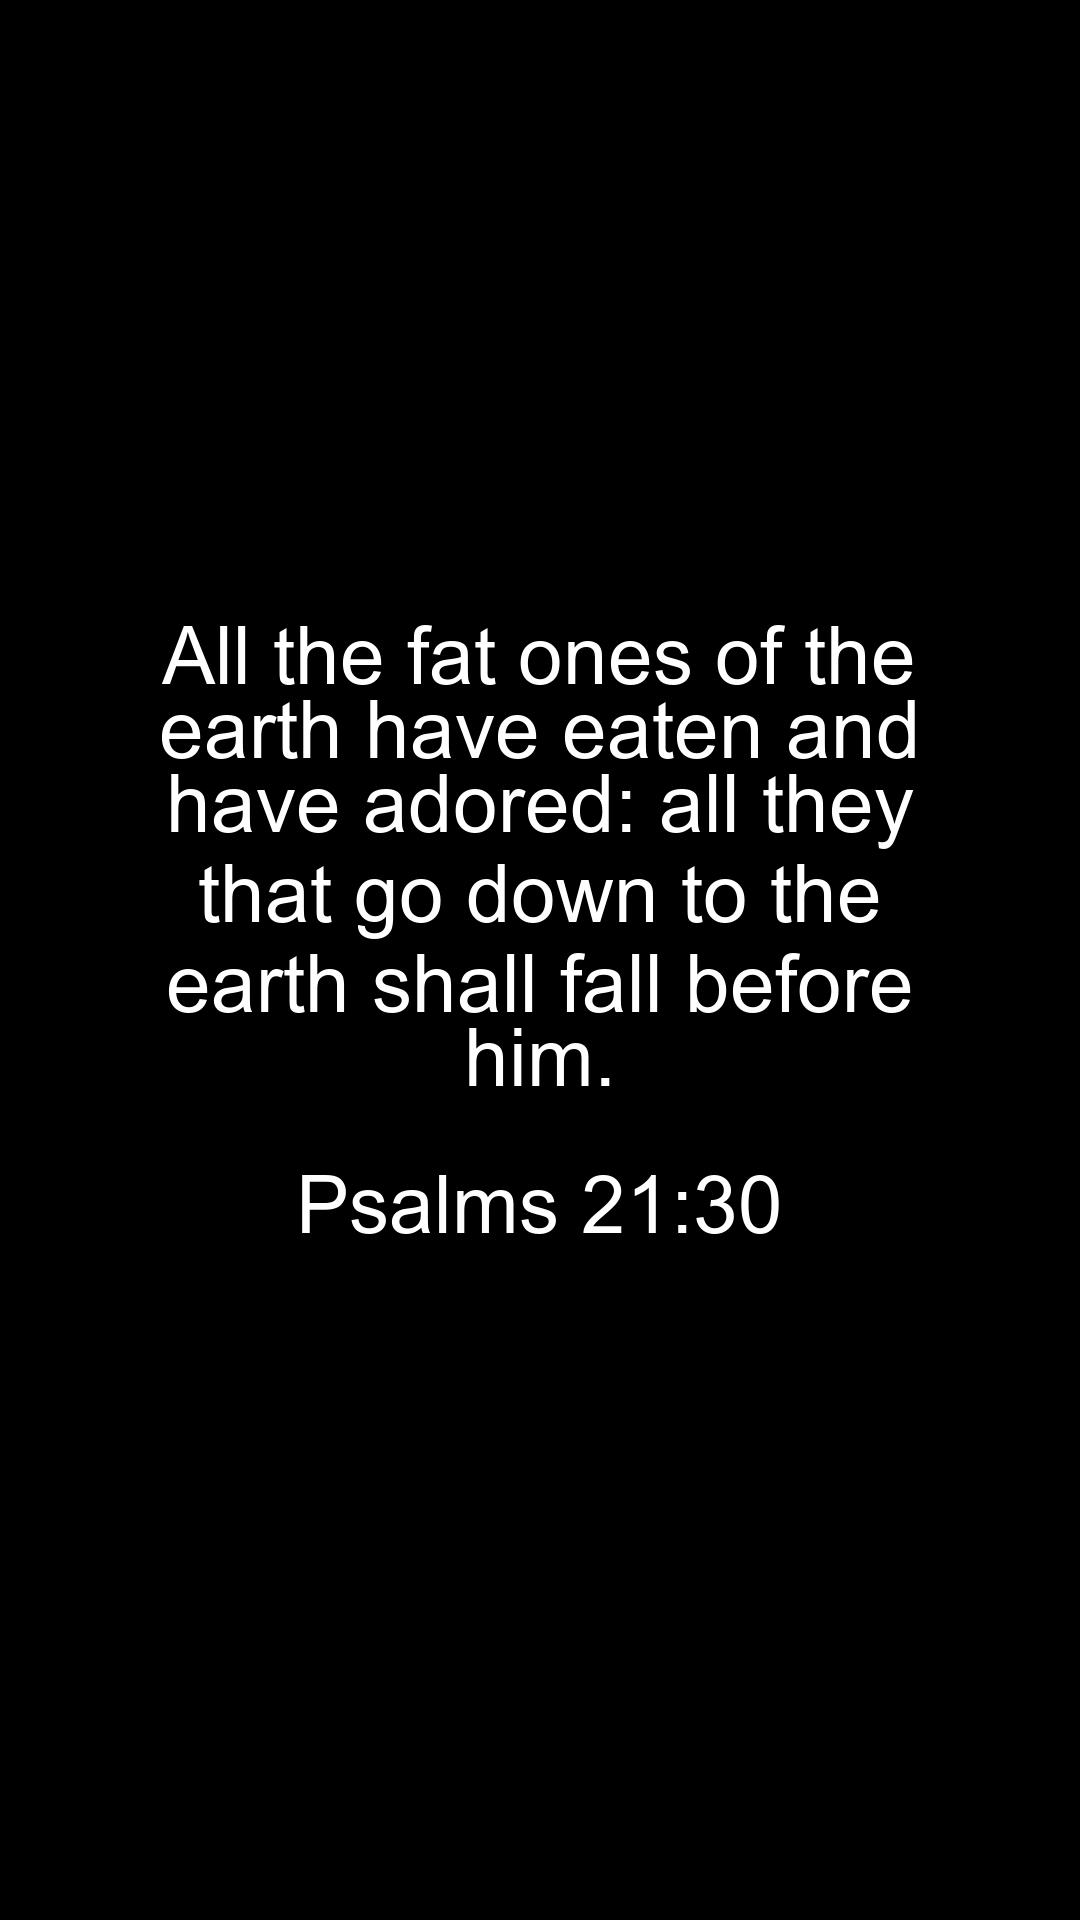 All the fat ones of the
earth have eaten and
have adored: all they
that go down to the
earth shall fall before
him.
Psalms 21:30